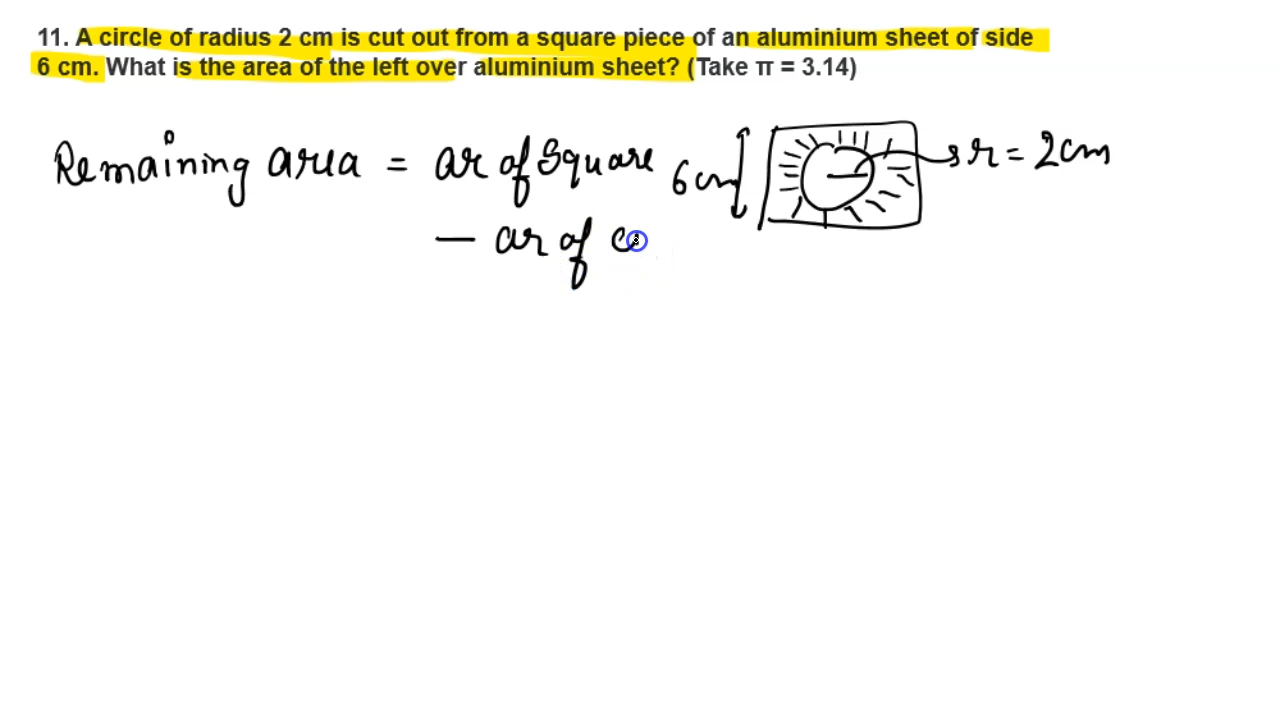 11. A circle of radius 2 cm is cut out from a square piece of an aluminium sheet of side
6 cm. What is the area of the left over aluminium sheet? (Take π = 3.14)
Remaining area = ar of Square
6cm
r = 2cm
- ar of